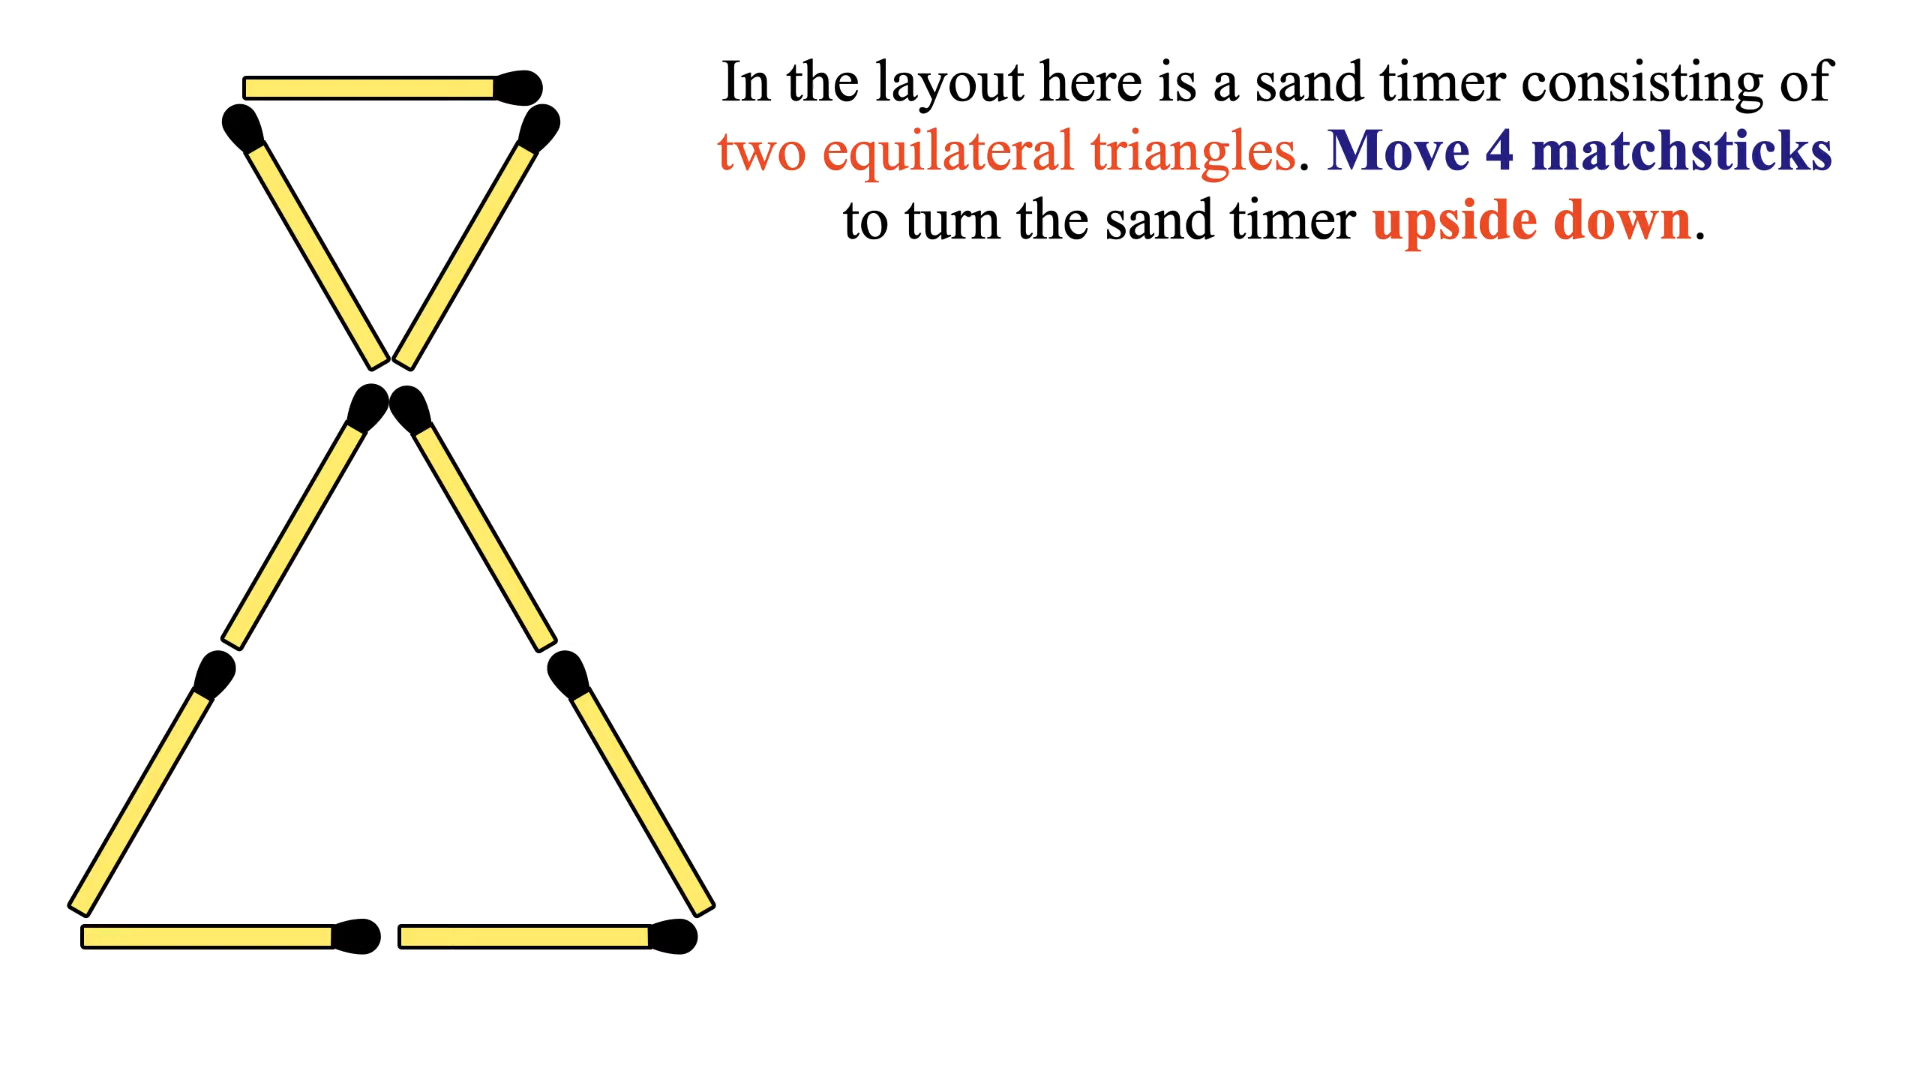 In the layout here is a sand timer consisting of
two equilateral triangles. Move 4 matchsticks
to turn the sand timer upside down.